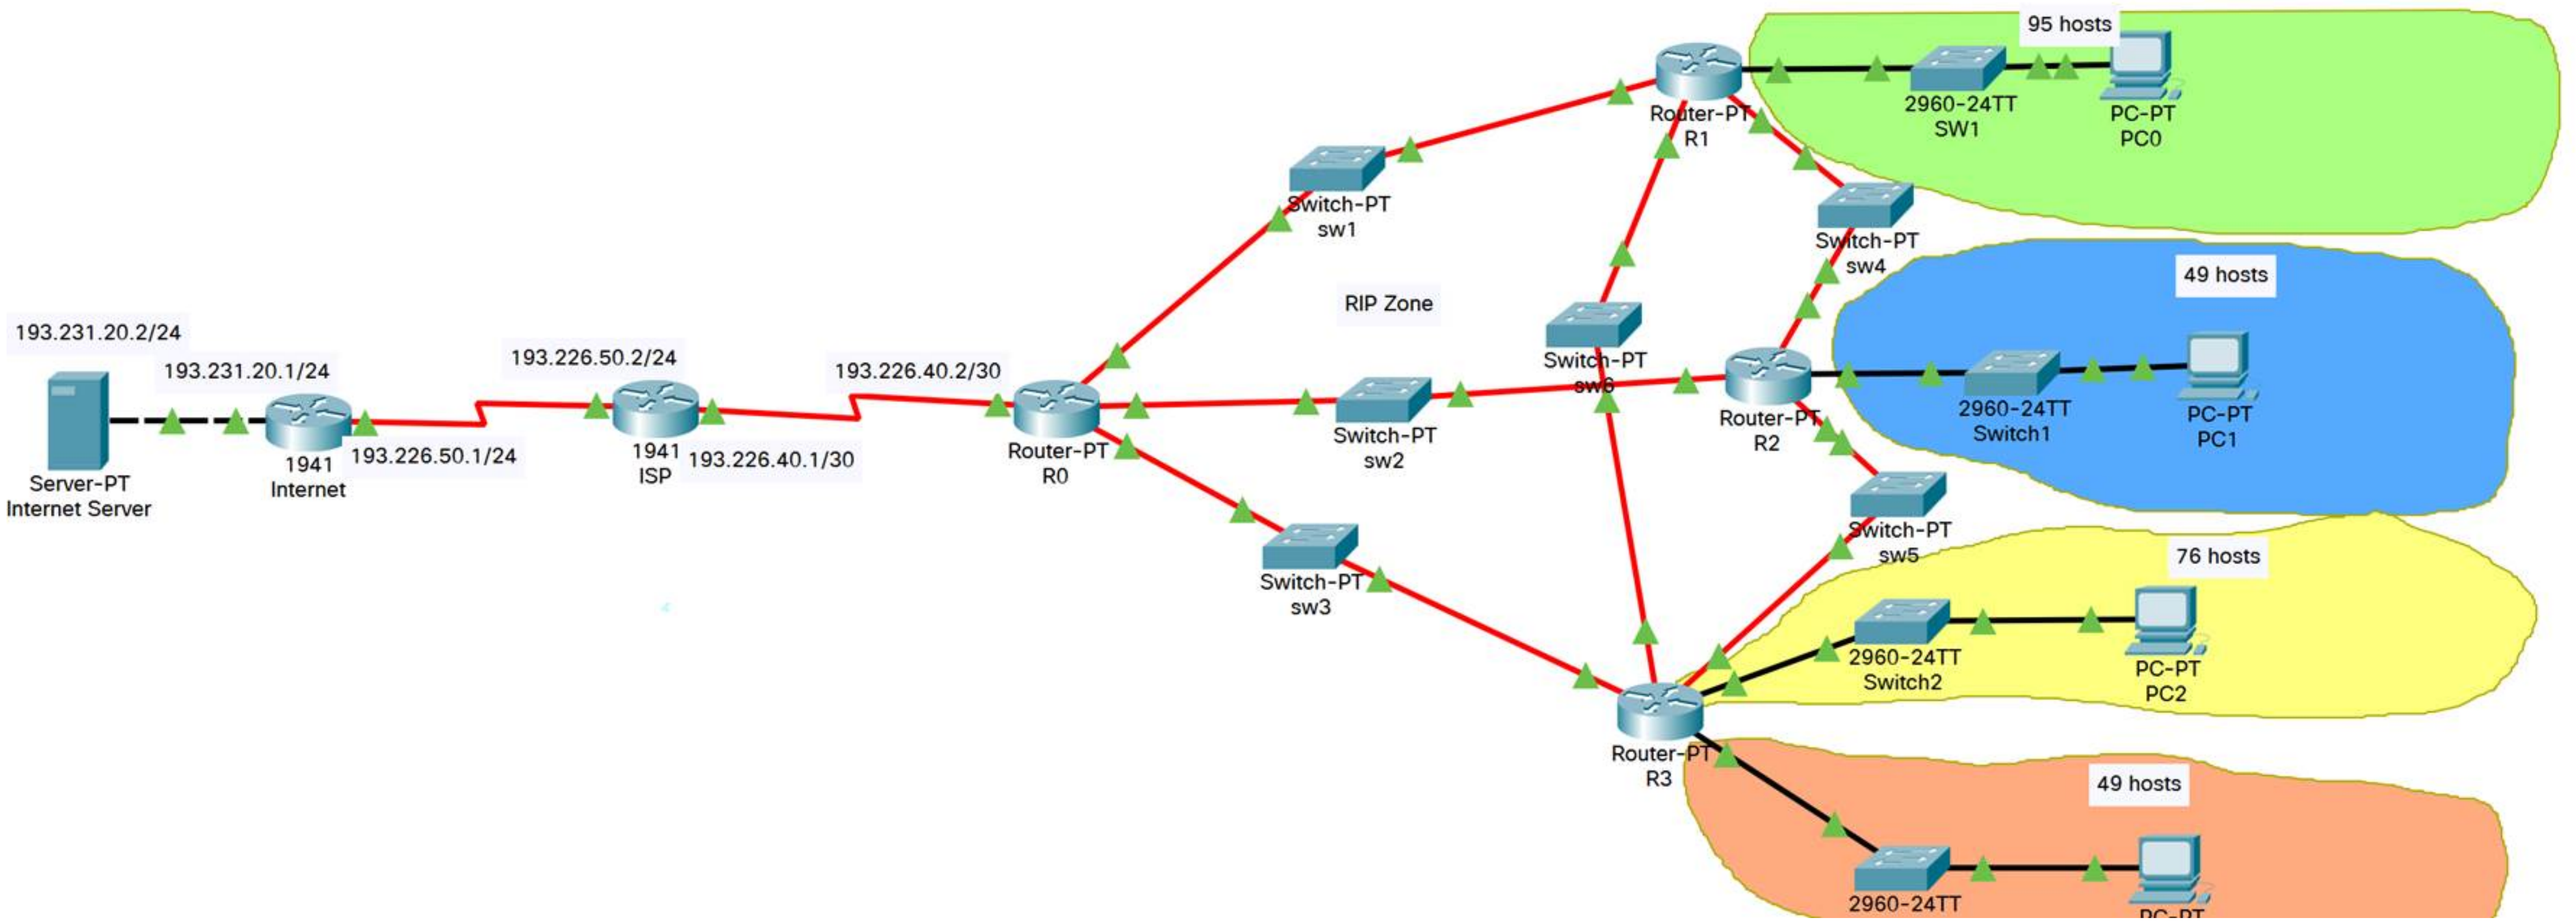 95 hosts
2960-24TT
SW1
PC-PT
PC0
Router-PT
R1
Switch-PT
sw1
Switch-PT
sw4
49 hosts
RIP Zone
193.231.20.2/24
193.231.20.1/24
193.226.50.2/24
193.226.40.2/30
Switch-PT
sw6
Server-PT
Internet Server
1941
Internet
193.226.50.1/24
1941
ISP
193.226.40.1/30
Router-PT
R0
Switch-PT
sw2
Router-PT
R2
2960-24TT
Switch1
PC-PT
PC1
Switch-PT
sw5
76 hosts
Switch-PT
sw3
2960-24TT
Switch2
PC-PT
PC2
Router-PT
R3
49 hosts
2960-24TT
PC-PT